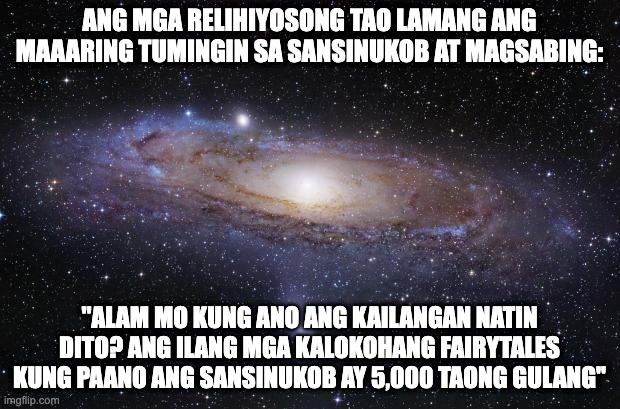 ANG MGA RELIHIYOSONG TAO LAMANG ANG
MAAARING TUMINGIN SA SANSINUKOB AT MAGSABING:
"ALAM MO KUNG ANO ANG KAILANGAN NATIN
DITO? ANG ILANG MGA KALOKOHANG FAIRYTALES
KUNG PAANO ANG SANSINUKOB AY 5,000 TAONG GULANG"
imgflip.com